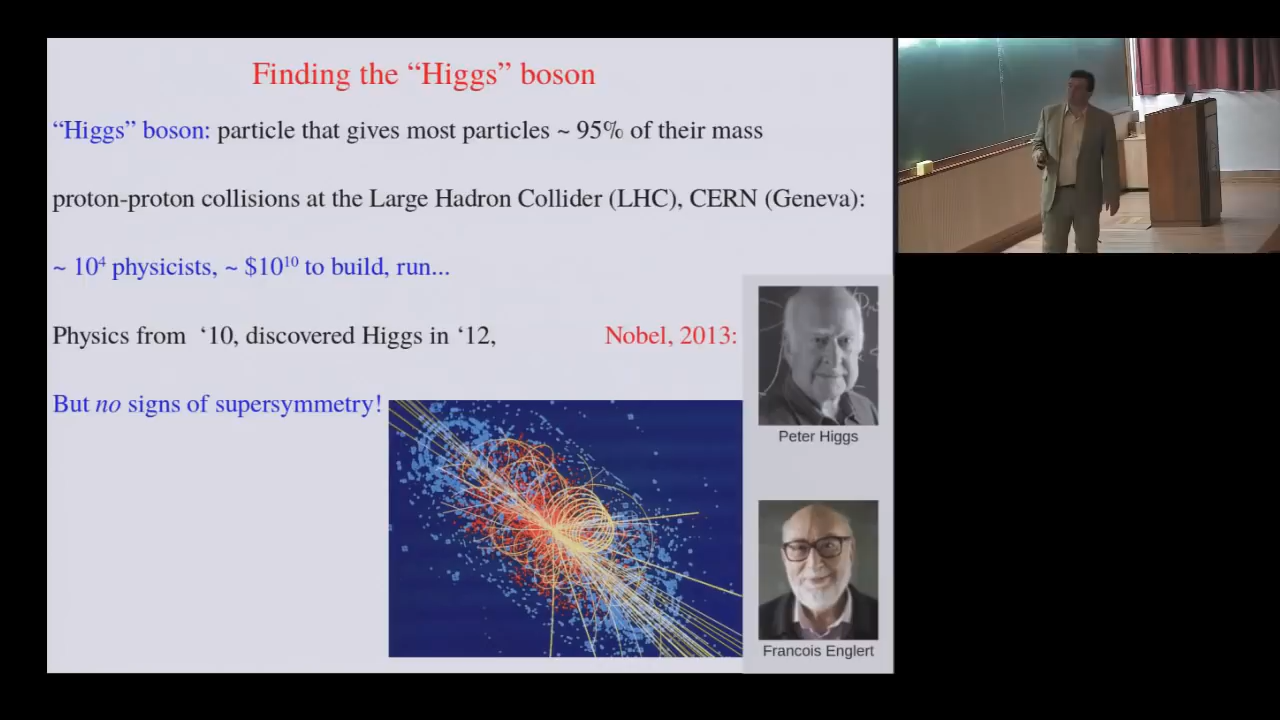 Finding the “Higgs” boson
“Higgs” boson: particle that gives most particles ~ 95% of their mass
proton-proton collisions at the Large Hadron Collider (LHC), CERN (Geneva):
~ 10⁴ physicists, ~ $10¹⁰ to build, run...
Physics from ‘10, discovered Higgs in ‘12, Nobel, 2013:
But no signs of supersymmetry!
Peter Higgs
Francois Englert